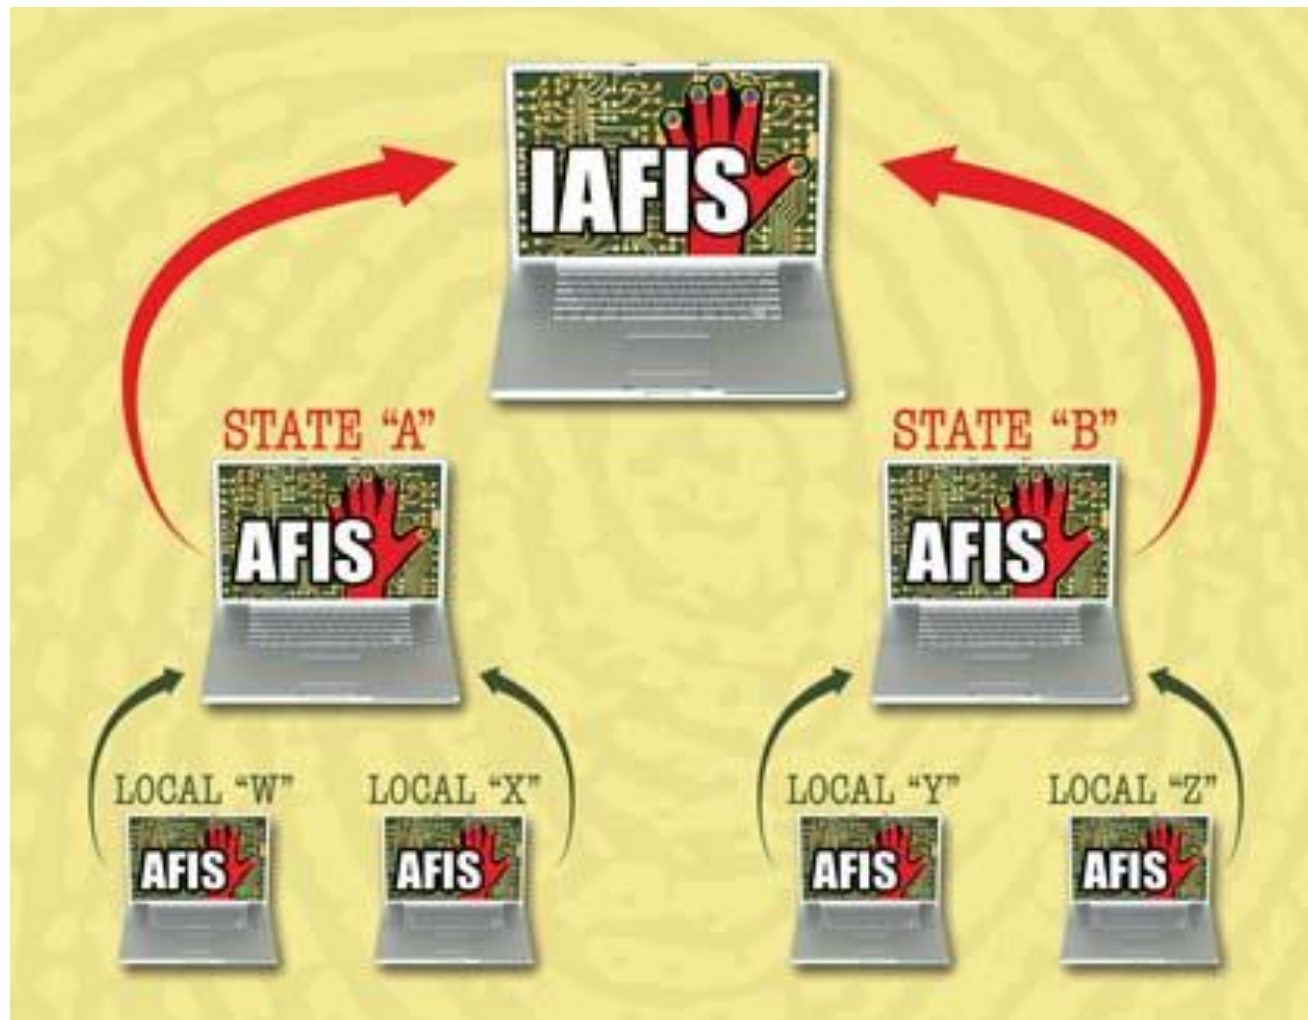 IAFIS
STATE “A”
STATE “B”
AFIS
AFIS
LOCAL “W”
LOCAL “X”
LOCAL “Y”
LOCAL “Z”
AFIS
AFIS
AFIS
AFIS